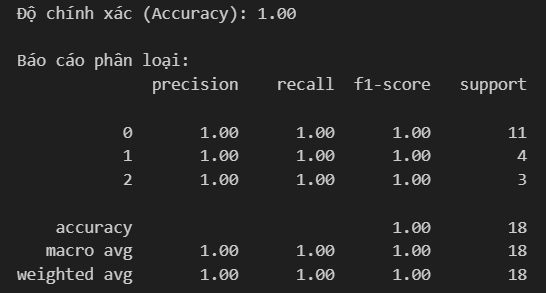 Độ chính xác (Accuracy): 1.00
Báo cáo phân loại:
precision recall f1-score support
0 1.00 1.00 1.00 11
1 1.00 1.00 1.00 4
2 1.00 1.00 1.00 3
accuracy 1.00 18
macro avg 1.00 1.00 1.00 18
weighted avg 1.00 1.00 1.00 18